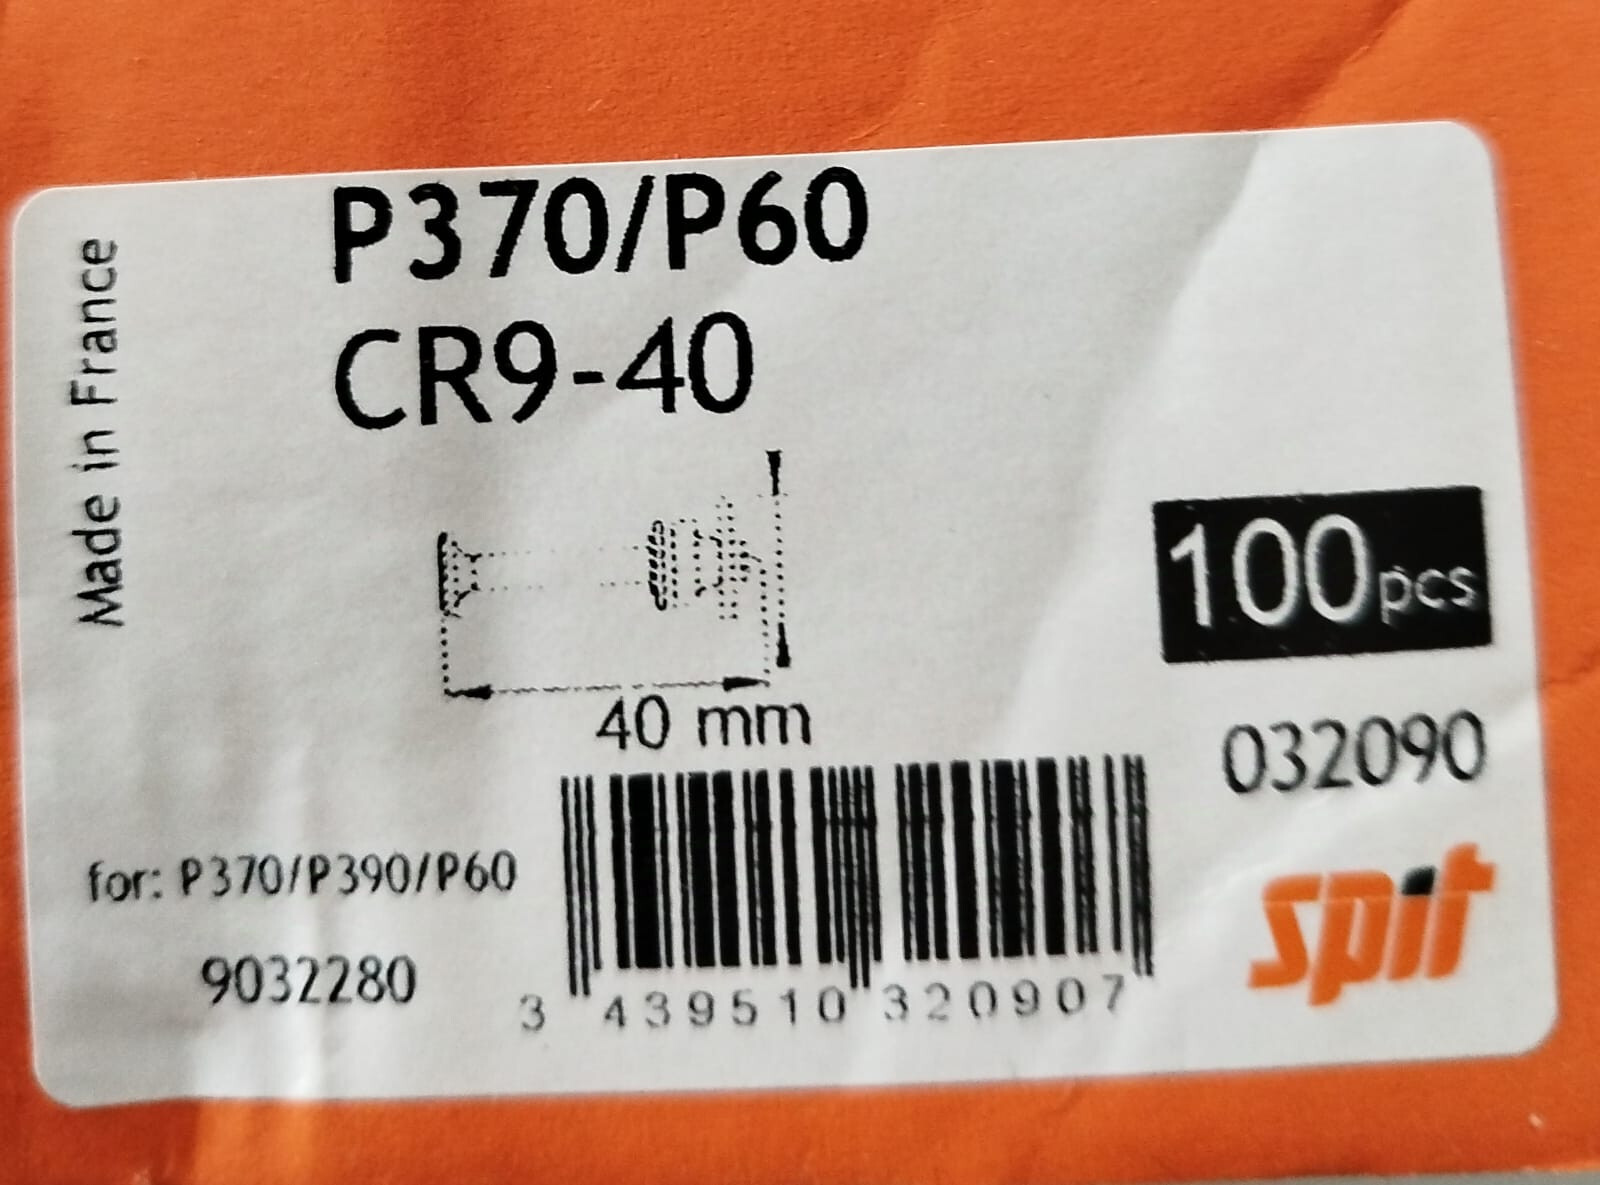 Made in France
P370/P60
CR9-40
40 mm
100pcs
032090
for: P370/P390/P60
9032280
3 439510 320907
spit